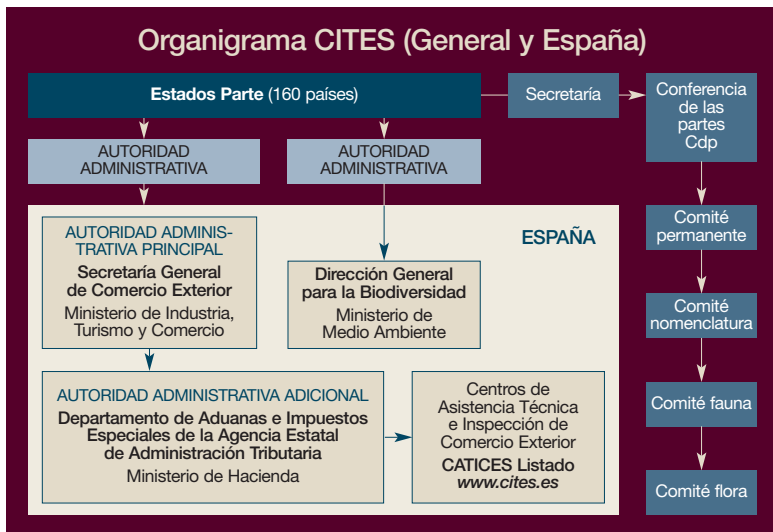 Organigrama CITES (General y España)
Estados Parte (160 países)
Secretaría
Conferencia
de las
partes
Cdp
AUTORIDAD
ADMINISTRATIVA
AUTORIDAD
ADMINISTRATIVA
AUTORIDAD ADMINIS-
TRATIVA PRINCIPAL
Secretaría General
de Comercio Exterior
Ministerio de Industria,
Turismo y Comercio
ESPAÑA
Dirección General
para la Biodiversidad
Ministerio de
Medio Ambiente
Comité
permanente
Comité
nomenclatura
AUTORIDAD ADMINISTRATIVA ADICIONAL
Departamento de Aduanas e Impuestos
Especiales de la Agencia Estatal
de Administración Tributaria
Ministerio de Hacienda
Centros de
Asistencia Técnica
e Inspección de
Comercio Exterior
CATICES Listado
www.cites.es
Comité fauna
Comité flora